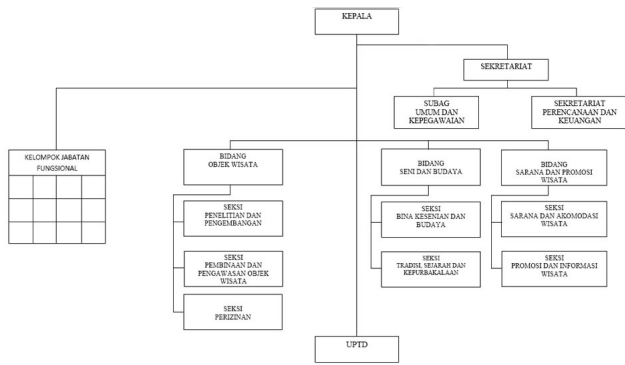 KEPALA
SEKRETARIAT
SUBAG
UMUM DAN
KEPEGAWAIAN
SEKRETARIAT
PERENCANAAN DAN
KEUANGAN
KELOMPOK JABATAN
FUNGSIONAL
BIDANG
OBJEK WISATA
BIDANG
SENI DAN BUDAYA
BIDANG
SARANA DAN PROMOSI
WISATA
SEKSI
PENELITIAN DAN
PENGEMBANGAN
SEKSI
BINA KESENIAN DAN
BUDAYA
SEKSI
SARANA DAN AKOMODASI
WISATA
SEKSI
PEMBINAAN DAN
PENGAWASAN OBJEK
WISATA
SEKSI
TRADISI, SEJARAH DAN
KEPURBAKALAAN
SEKSI
PROMOSI DAN INFORMASI
WISATA
SEKSI
PERIZINAN
UPTD